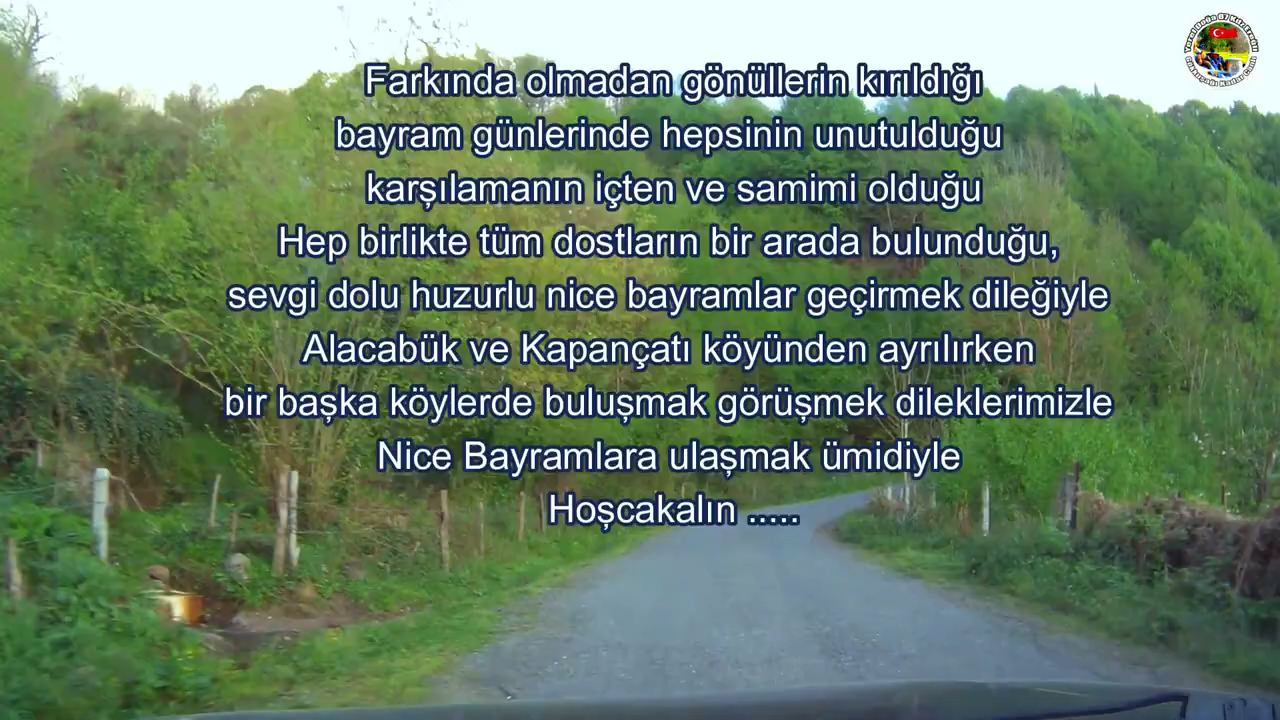 Farkında olmadan gönüllerin kırıldığı
bayram günlerinde hepsinin unutulduğu
karşılamanın içten ve samimi olduğu
Hep birlikte tüm dostların bir arada bulunduğu,
sevgi dolu huzurlu nice bayramlar geçirmek dileğiyle
Alacabük ve Kapançatı köyünden ayrılırken
bir başka köylerde buluşmak görüşmek dileklerimizle
Nice Bayramlara ulaşmak ümidiyle
Hoşcakalın .....